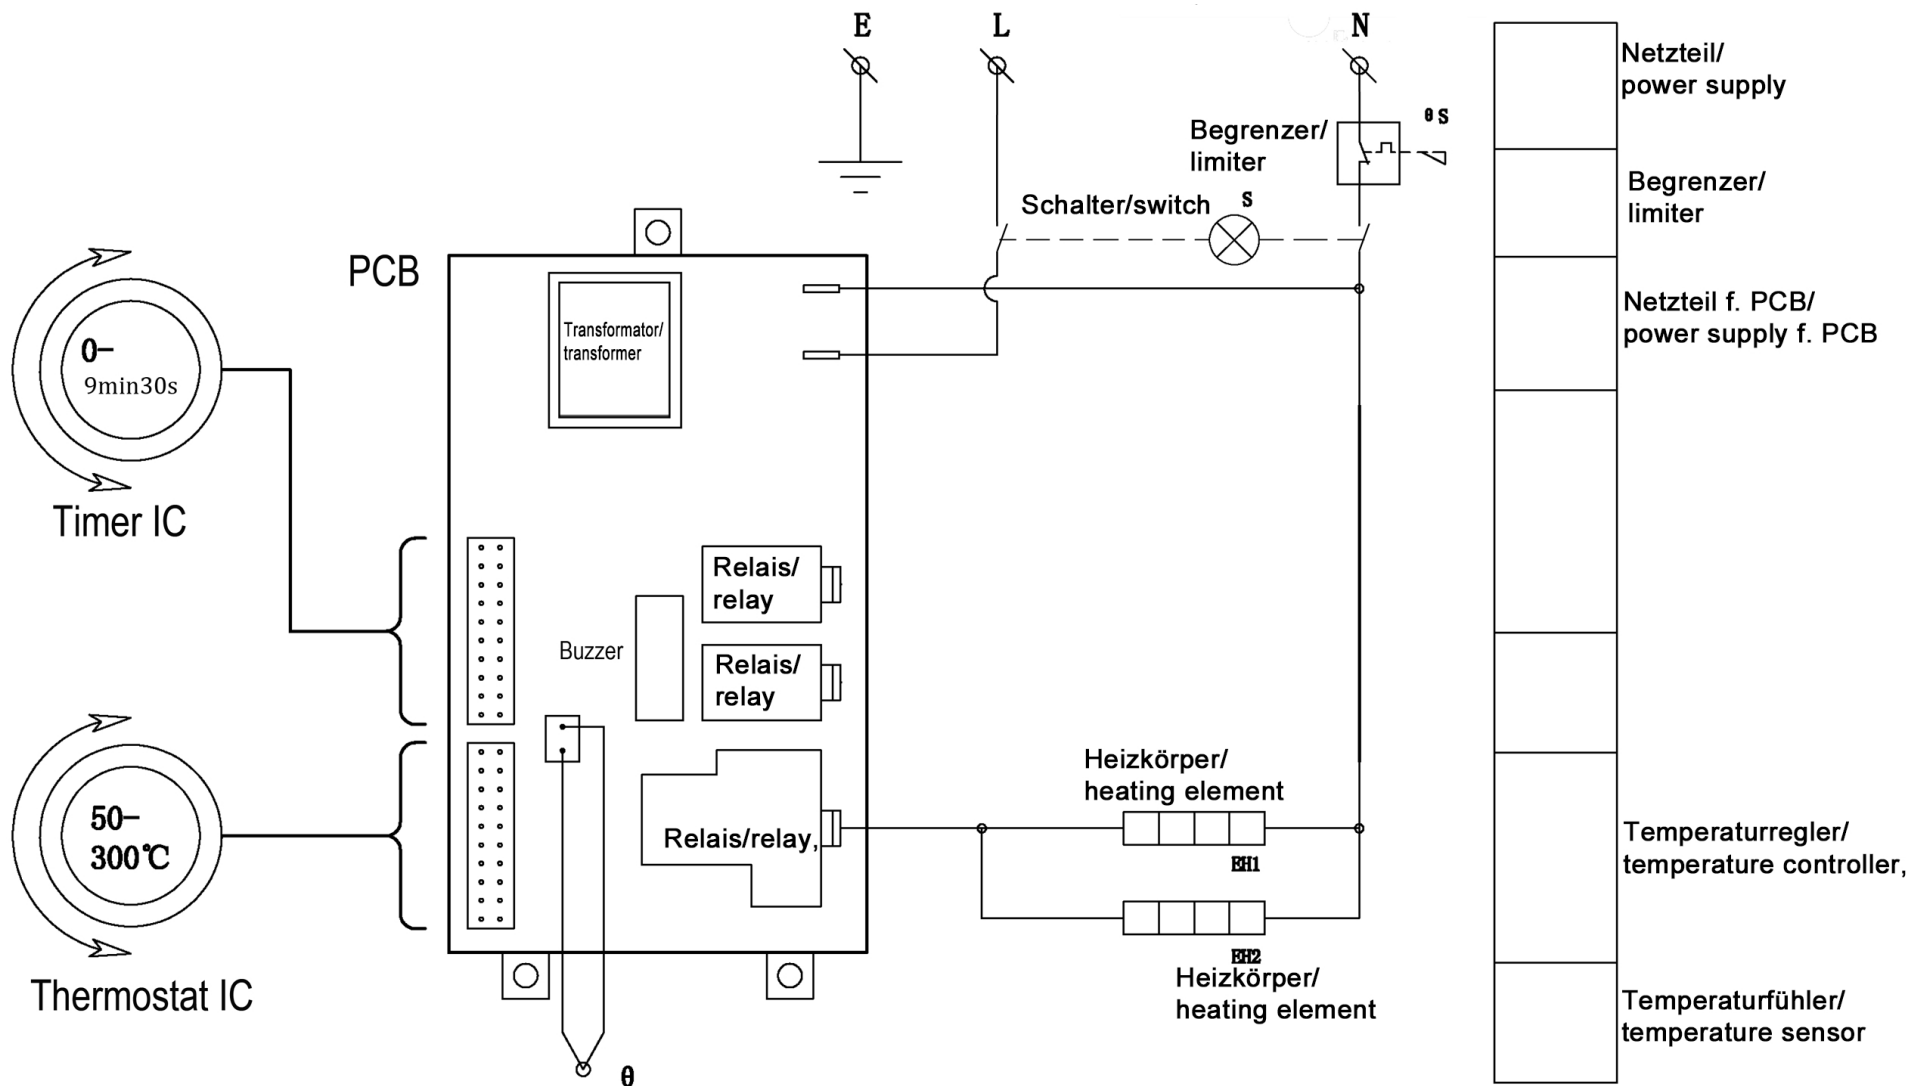 E
L
N
Netzteil/
power supply
θ S
Begrenzer/
limiter
Begrenzer/
limiter
Schalter/switch
S
PCB
Transformator/
transformer
Netzteil f. PCB/
power supply f. PCB
0-
9min30s
Timer IC
Relais/
relay
Buzzer
Relais/
relay
Heizkörper/
heating element
50-
300℃
Relais/relay,
EH1
Temperaturregler/
temperature controller,
EH2
Heizkörper/
heating element
Thermostat IC
Temperaturfühler/
temperature sensor
θ